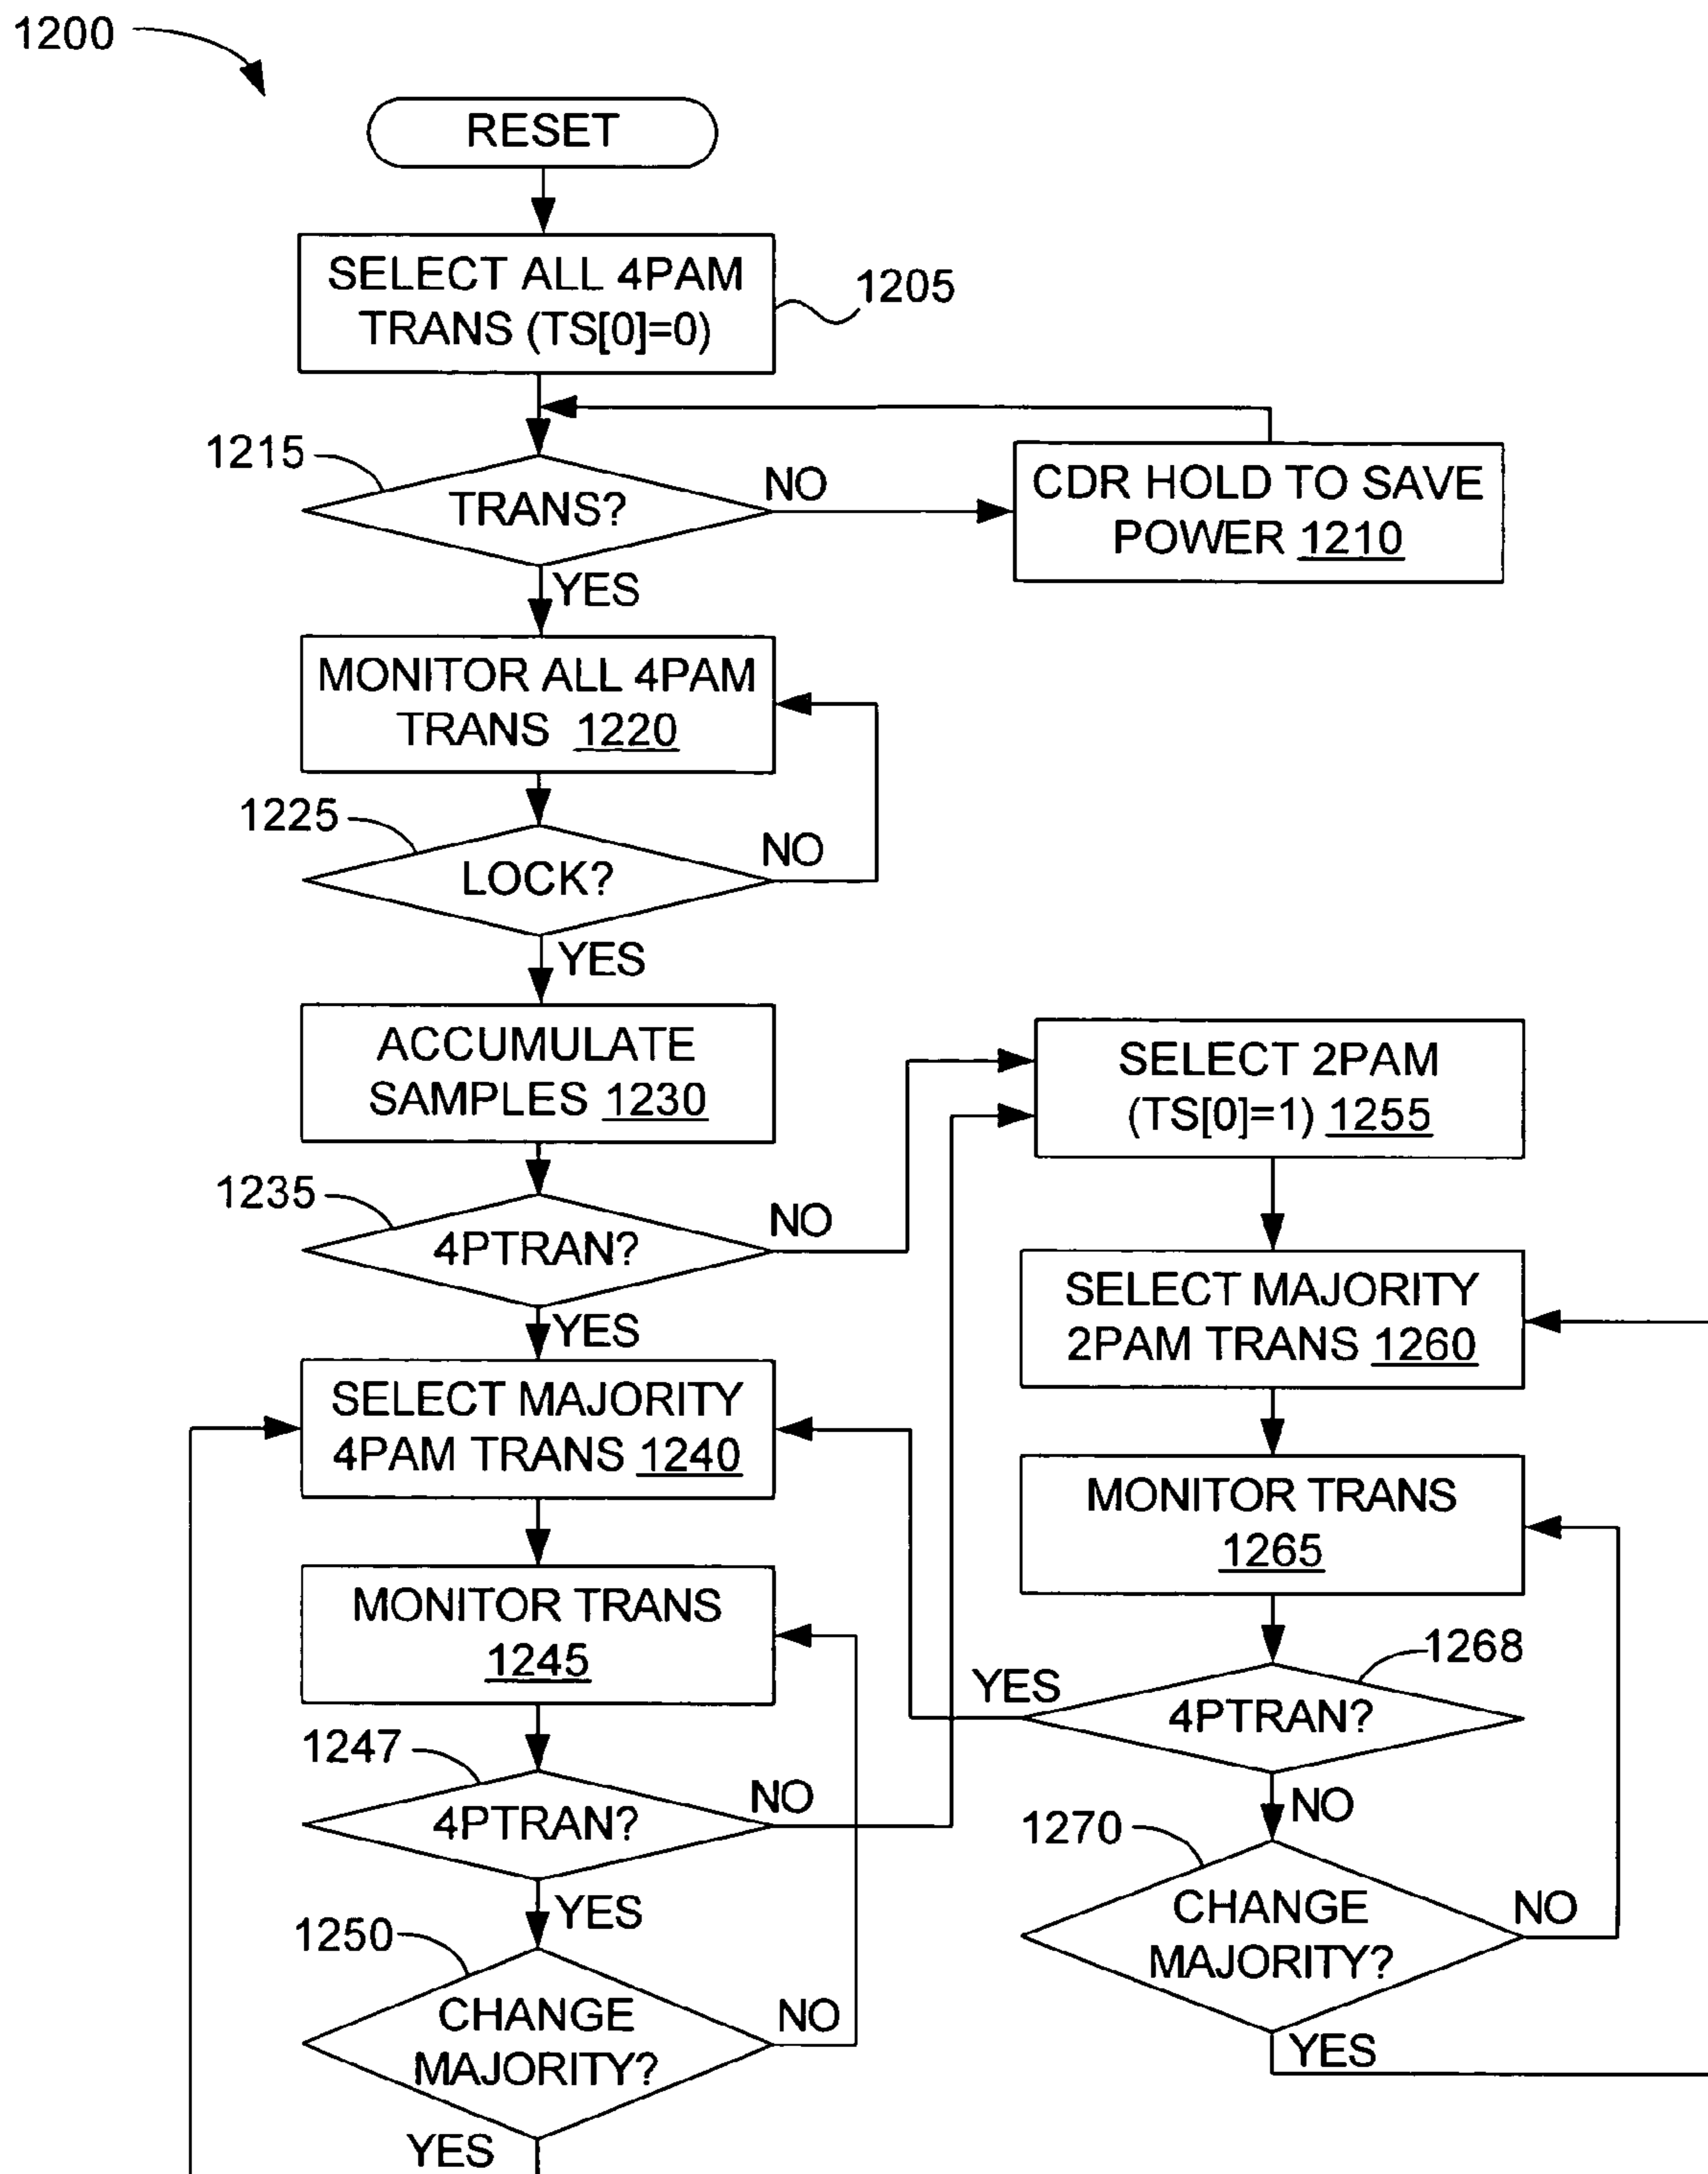 1200
RESET
SELECT ALL 4PAM
TRANS (TS[0]=0)
1205
1215
TRANS?
NO
CDR HOLD TO SAVE
POWER 1210
YES
MONITOR ALL 4PAM
TRANS 1220
1225
LOCK?
NO
YES
ACCUMULATE
SAMPLES 1230
SELECT 2PAM
(TS[0]=1) 1255
1235
4PTRAN?
NO
YES
SELECT MAJORITY
2PAM TRANS 1260
SELECT MAJORITY
4PAM TRANS 1240
MONITOR TRANS
1265
MONITOR TRANS
1245
1268
YES
4PTRAN?
1247
4PTRAN?
NO
NO
1270
YES
CHANGE
MAJORITY?
NO
1250
CHANGE
MAJORITY?
NO
YES
YES